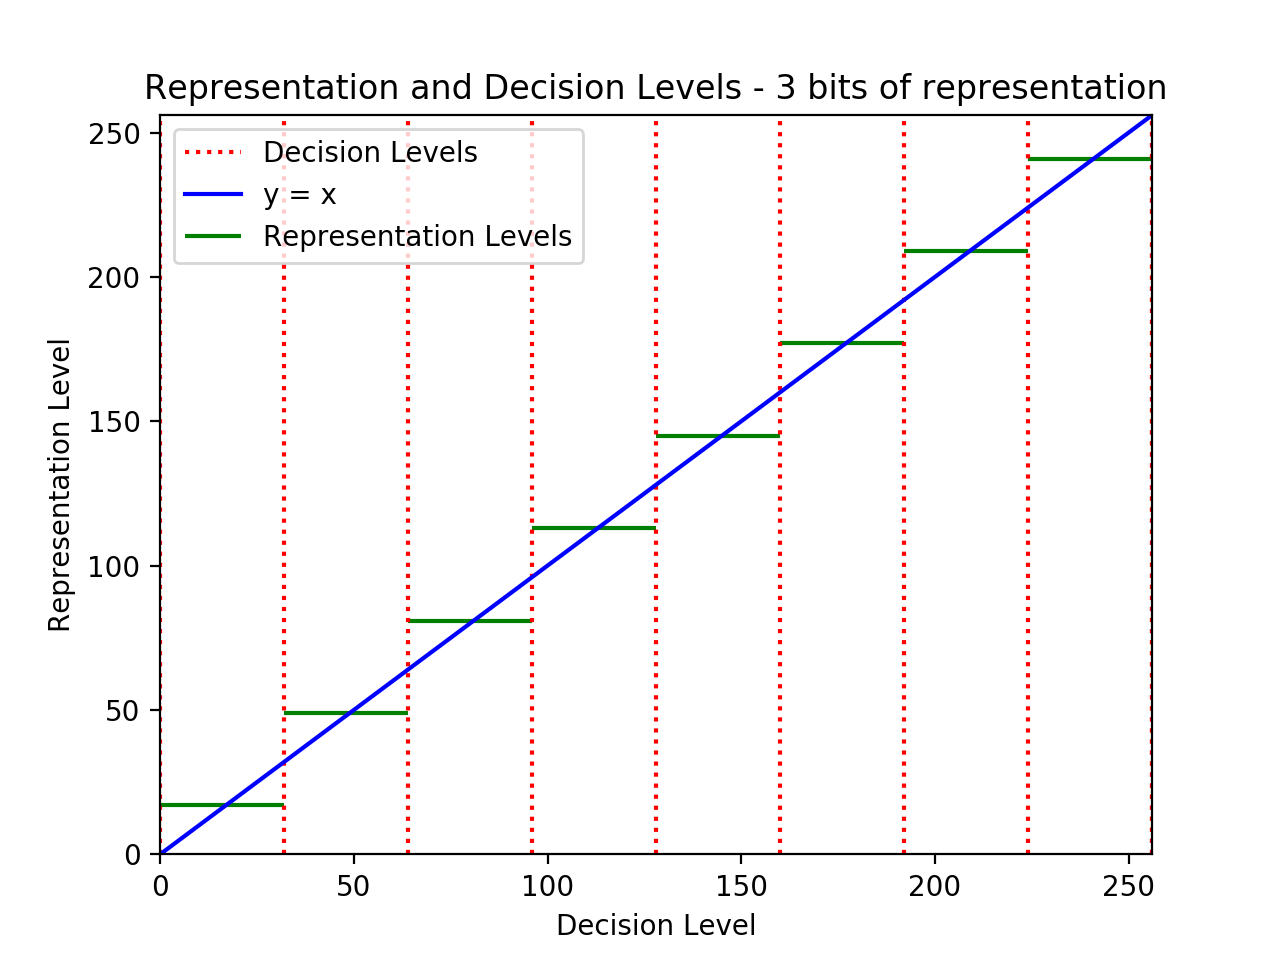 Representation and Decision Levels - 3 bits of representation
Decision Levels
y = x
Representation Levels
250
200
150
100
50
0
Representation Level
0 50 100 150 200 250
Decision Level